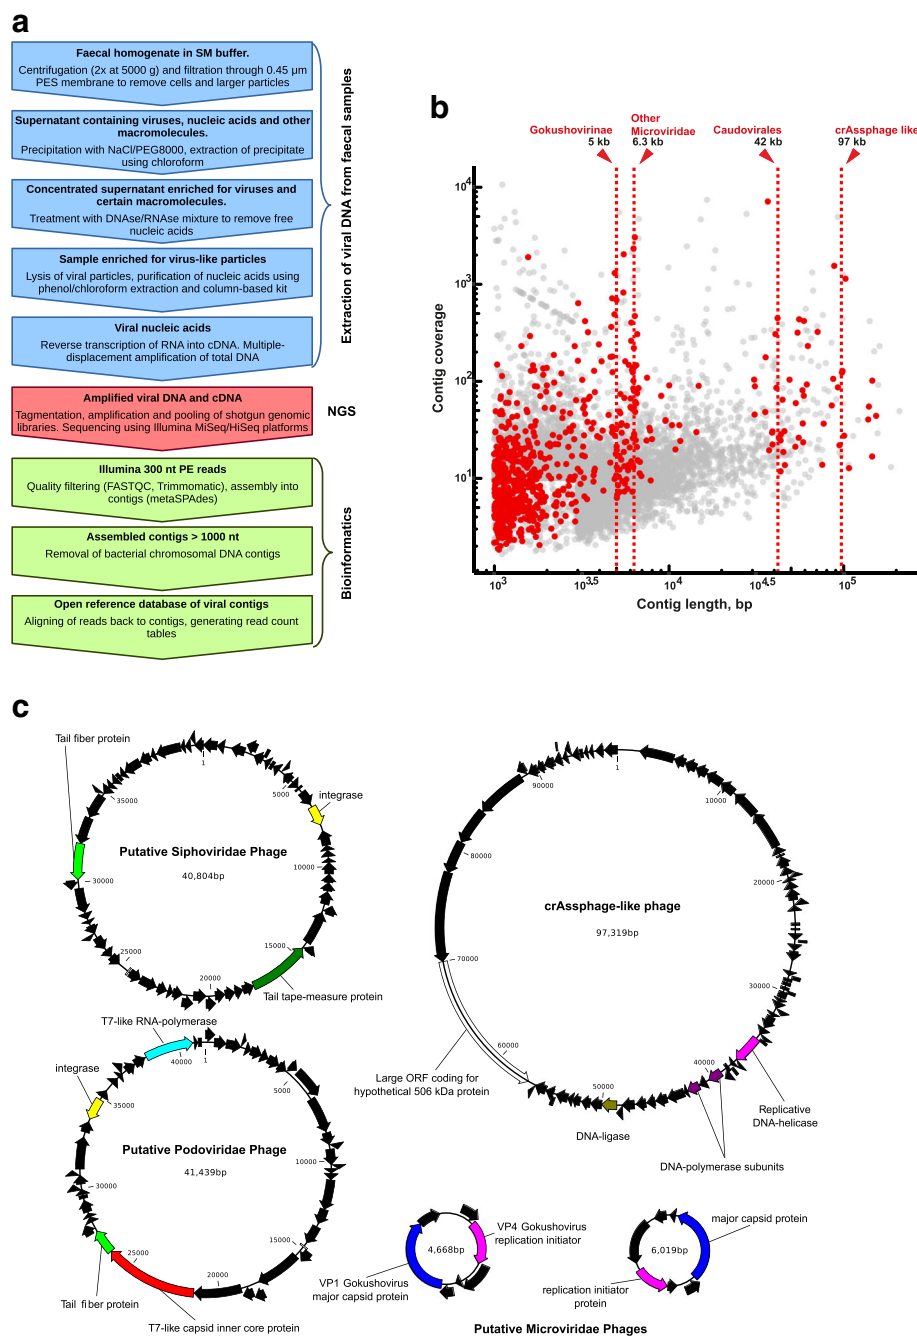 a
Faecal homogenate in SM buffer.
Centrifugation (2x at 5000 g) and filtration through 0.45 µm
PES membrane to remove cells and larger particles
Supernatant containing viruses, nucleic acids and other
macromolecules.
Precipitation with NaCl/PEG8000, extraction of precipitate
using chloroform
Concentrated supernatant enriched for viruses and
certain macromolecules.
Treatment with DNAse/RNAse mixture to remove free
nucleic acids
Sample enriched for virus-like particles
Lysis of viral particles, purification of nucleic acids using
phenol/chloroform extraction and column-based kit
Viral nucleic acids
Reverse transcription of RNA into cDNA. Multiple-
displacement amplification of total DNA
Extraction of viral DNA from faecal samples
Amplified viral DNA and cDNA
Tagmentation, amplification and pooling of shotgun genomic
libraries. Sequencing using Illumina MiSeq/HiSeq platforms
NGS
Illumina 300 nt PE reads
Quality filtering (FASTQC, Trimmomatic), assembly into
contigs (metaSPAdes)
Assembled contigs > 1000 nt
Removal of bacterial chromosomal DNA contigs
Open reference database of viral contigs
Aligning of reads back to contigs, generating read count
tables
Bioinformatics
b
Gokushovirinae
5 kb
Other
Microviridae
6.3 kb
Caudovirales
42 kb
crAssphage like
97 kb
Contig coverage
10^4
10^3
10^2
10^1
10^3
10^3.5
10^4
10^4.5
10^5
Contig length, bp
c
Tail fiber protein
integrase
Putative Siphoviridae Phage
40,804bp
Tail tape-measure protein
1
5000
10000
15000
20000
25000
30000
35000
T7-like RNA-polymerase
integrase
Putative Podoviridae Phage
41,439bp
Tail fiber protein
T7-like capsid inner core protein
1
5000
10000
15000
20000
25000
30000
35000
40000
crAssphage-like phage
97,319bp
1
10000
20000
30000
40000
50000
60000
70000
80000
90000
Large ORF coding for
hypothetical 506 kDa protein
DNA-ligase
Replicative
DNA-helicase
DNA-polymerase subunits
4,668bp
VP4 Gokushovirus
replication initiator
VP1 Gokushovirus
major capsid protein
6,019bp
major capsid protein
replication initiator
protein
Putative Microviridae Phages